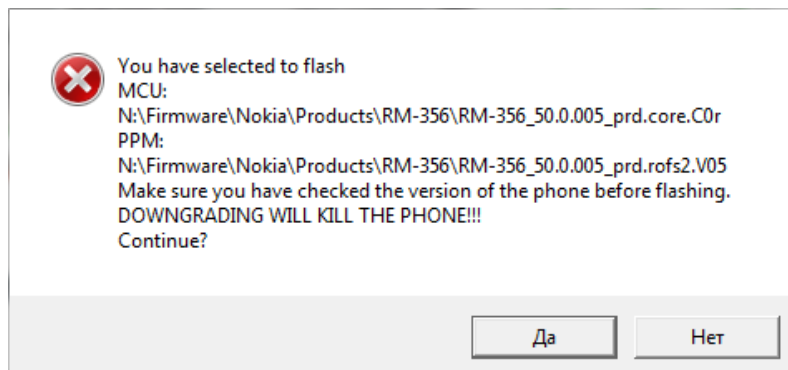 You have selected to flash
MCU:
N:\Firmware\Nokia\Products\RM-356\RM-356_50.0.005_prd.core.C0r
PPM:
N:\Firmware\Nokia\Products\RM-356\RM-356_50.0.005_prd.rofs2.V05
Make sure you have checked the version of the phone before flashing.
DOWNGRADING WILL KILL THE PHONE!!!
Continue?
Да
Нет